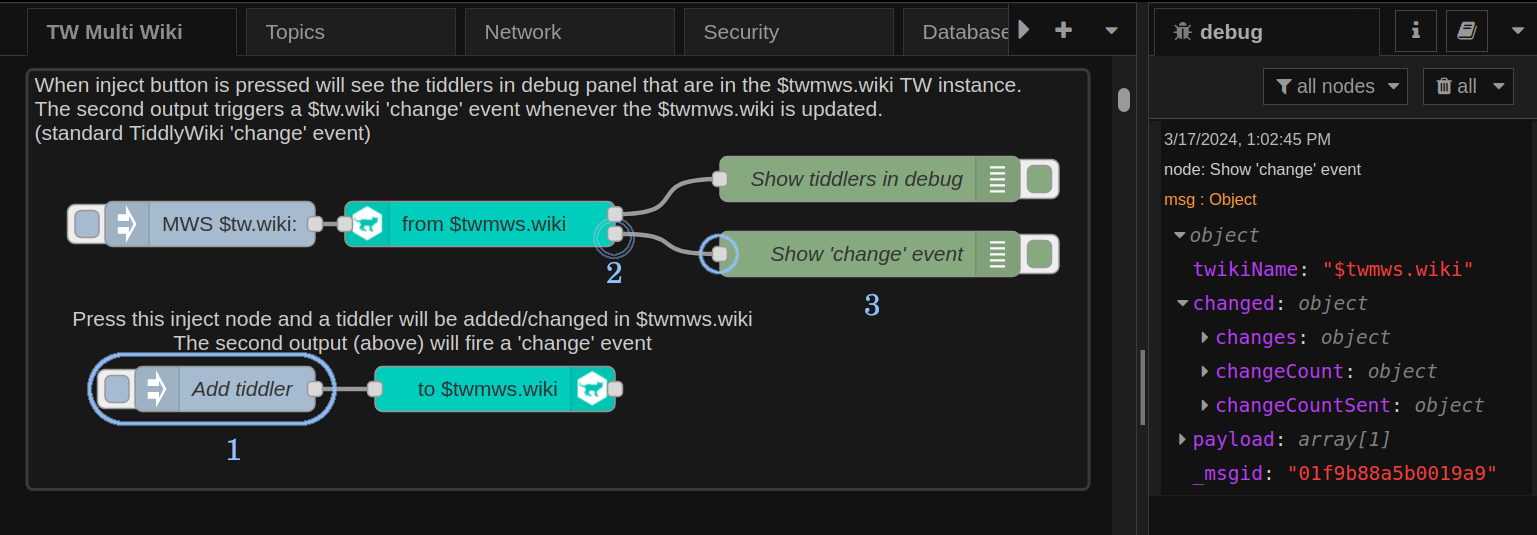 TW Multi Wiki
Topics
Network
Security
Database
debug
all nodes
all
When inject button is pressed will see the tiddlers in debug panel that are in the $twmws.wiki TW instance.
The second output triggers a $tw.wiki 'change' event whenever the $twmws.wiki is updated.
(standard TiddlyWiki 'change' event)
MWS $tw.wiki:
from $twmws.wiki
Show tiddlers in debug
Show 'change' event
2
3
Press this inject node and a tiddler will be added/changed in $twmws.wiki
The second output (above) will fire a 'change' event
Add tiddler
to $twmws.wiki
1
3/17/2024, 1:02:45 PM
node: Show 'change' event
msg : Object
object
twikiName: "$twmws.wiki"
changed: object
changes: object
changeCount: object
changeCountSent: object
payload: array[1]
_msgid: "01f9b88a5b0019a9"